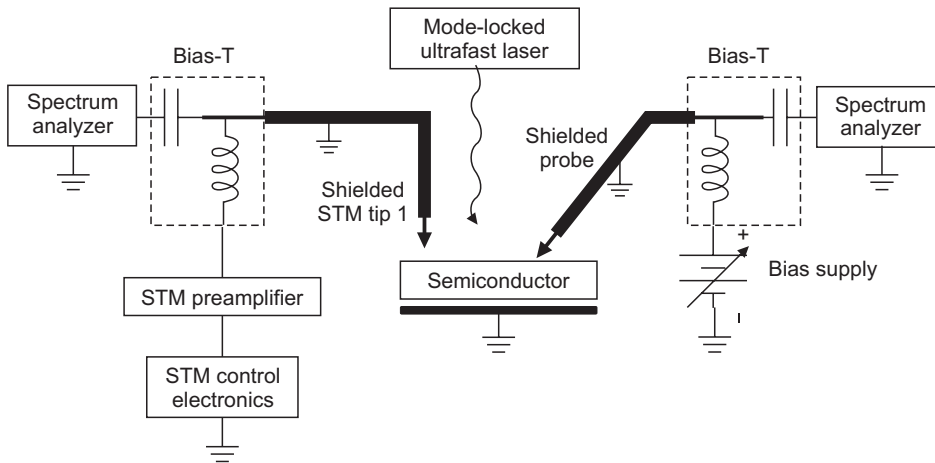 Mode-locked
ultrafast laser
Bias-T
Bias-T
Spectrum
analyzer
Spectrum
analyzer
Shielded
probe
Shielded
STM tip 1
+
Semiconductor
Bias supply
STM preamplifier
STM control
electronics